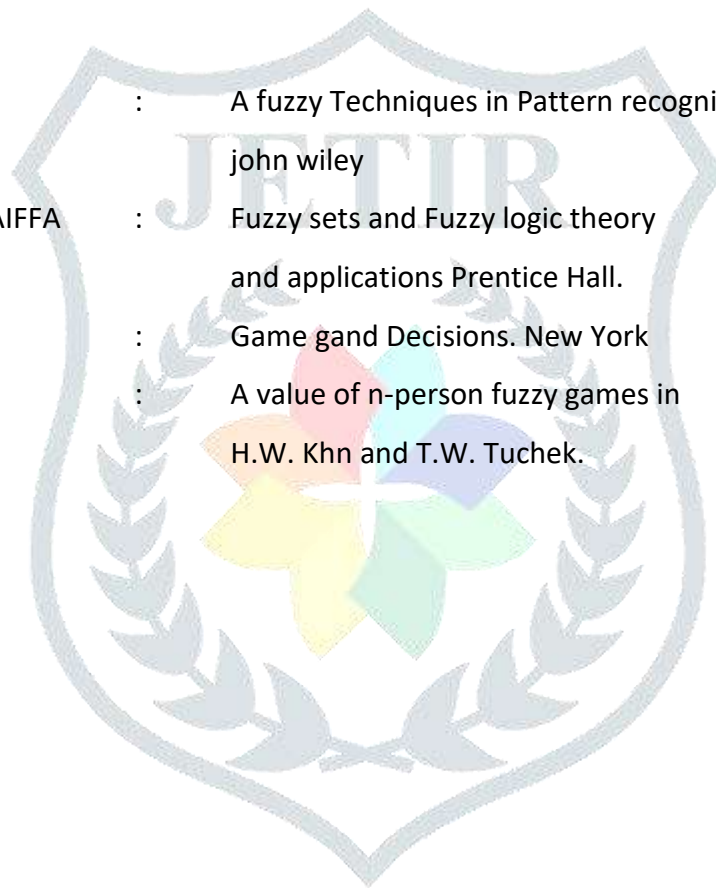 : A fuzzy Techniques in Pattern recogni
john wiley
JETIR
AIFFA : Fuzzy sets and Fuzzy logic theory
and applications Prentice Hall.
: Game gand Decisions. New York
: A value of n-person fuzzy games in
H.W. Khn and T.W. Tuchek.